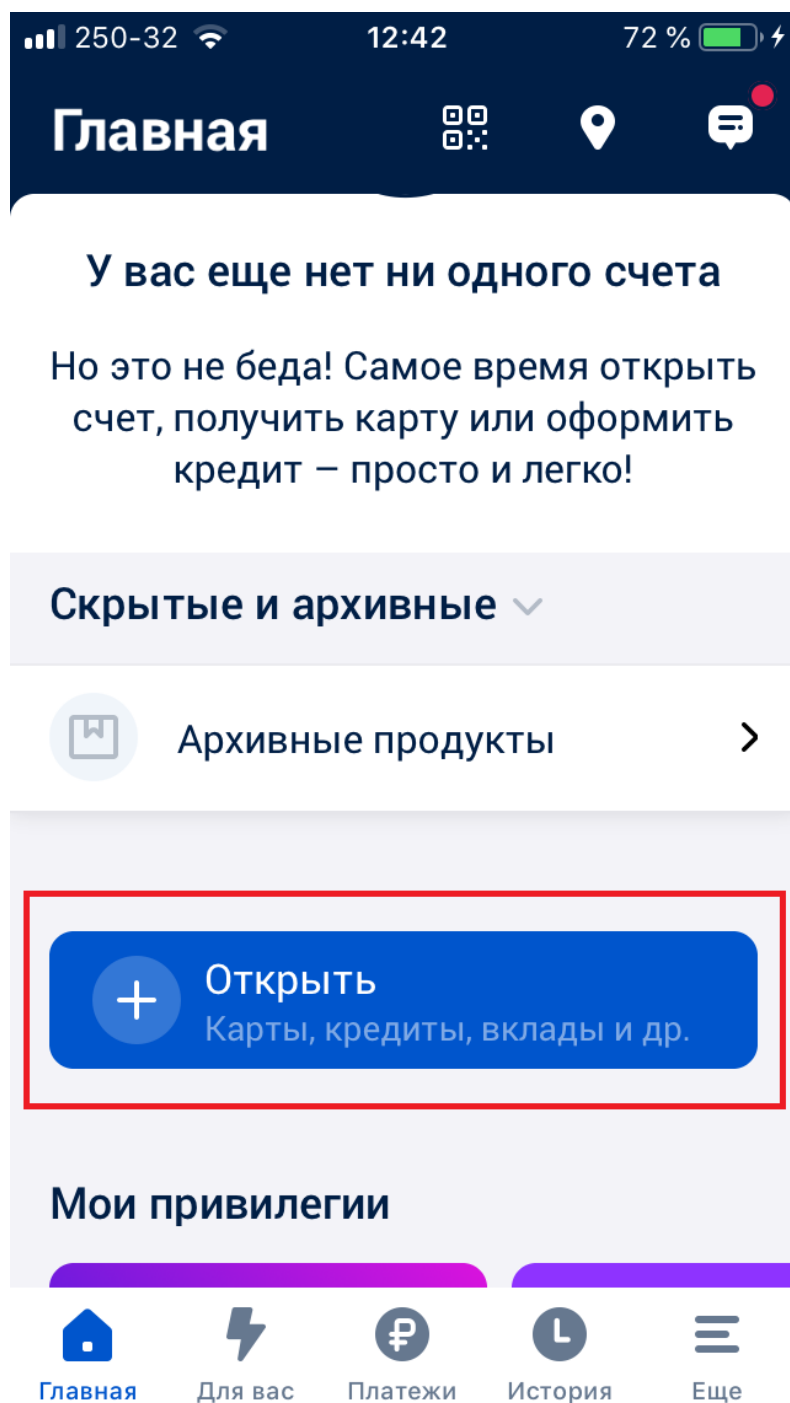 250-32 12:42 72 %
Главная
У вас еще нет ни одного счета
Но это не беда! Самое время открыть
счет, получить карту или оформить
кредит – просто и легко!
Скрытые и архивные
Архивные продукты
Открыть
Карты, кредиты, вклады и др.
Мои привилегии
Главная Для вас Платежи История Еще